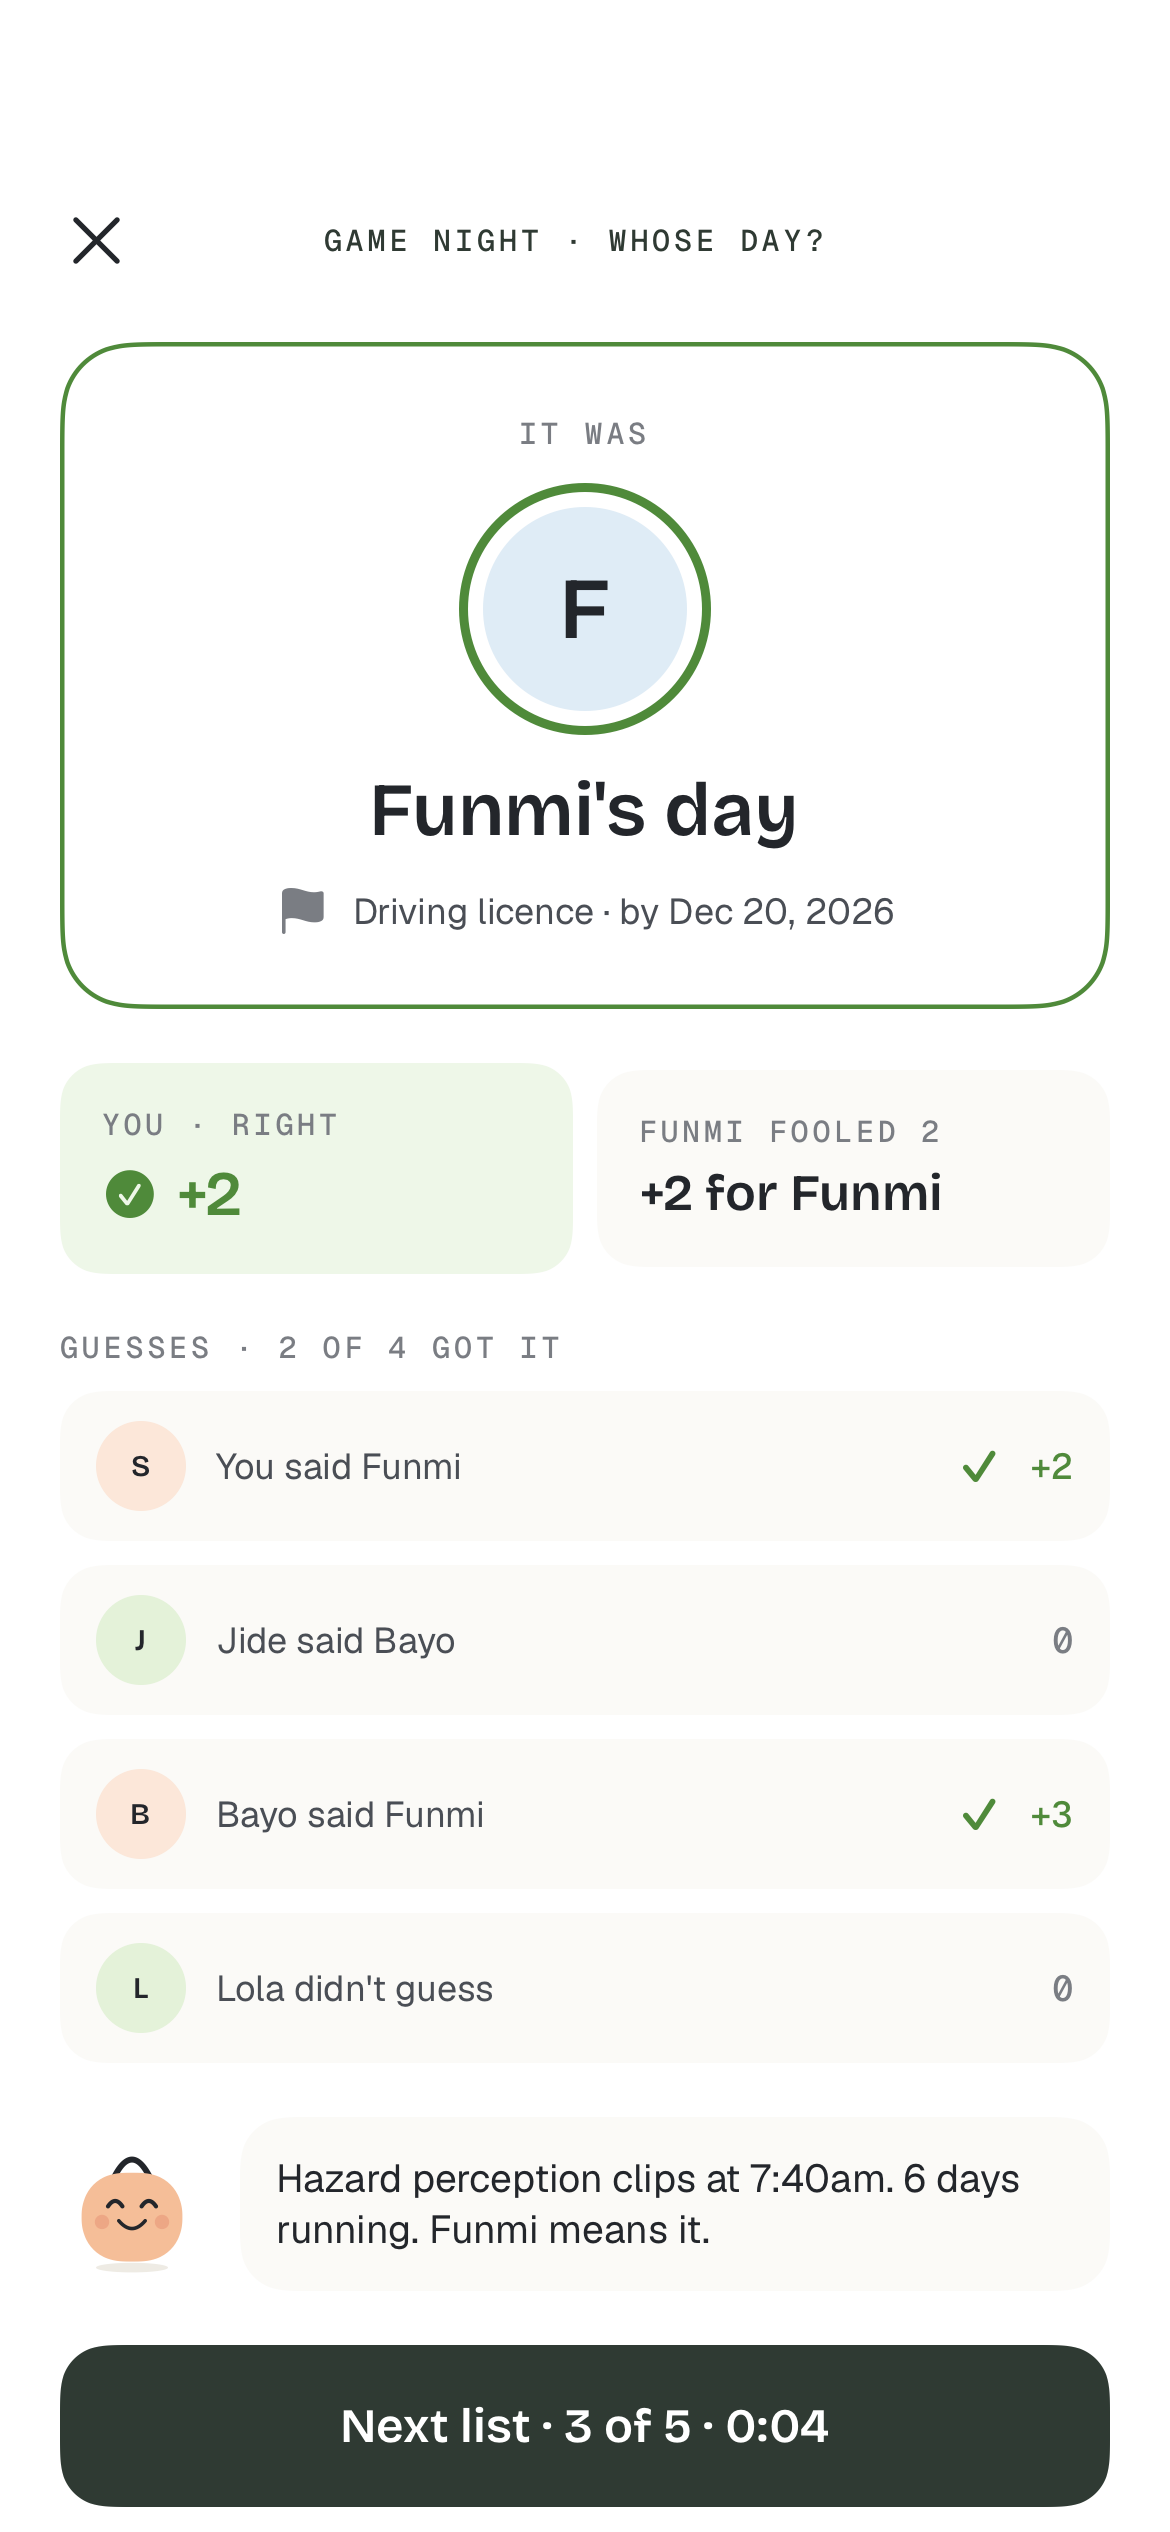 GAME NIGHT · WHOSE DAY?
IT WAS
F
Funmi's day
Driving licence · by Dec 20, 2026
YOU · RIGHT
+2
FUNMI FOOLED 2
+2 for Funmi
GUESSES · 2 OF 4 GOT IT
S You said Funmi +2
J Jide said Bayo 0
B Bayo said Funmi +3
L Lola didn't guess 0
Hazard perception clips at 7:40am. 6 days
running. Funmi means it.
Next list · 3 of 5 · 0:04